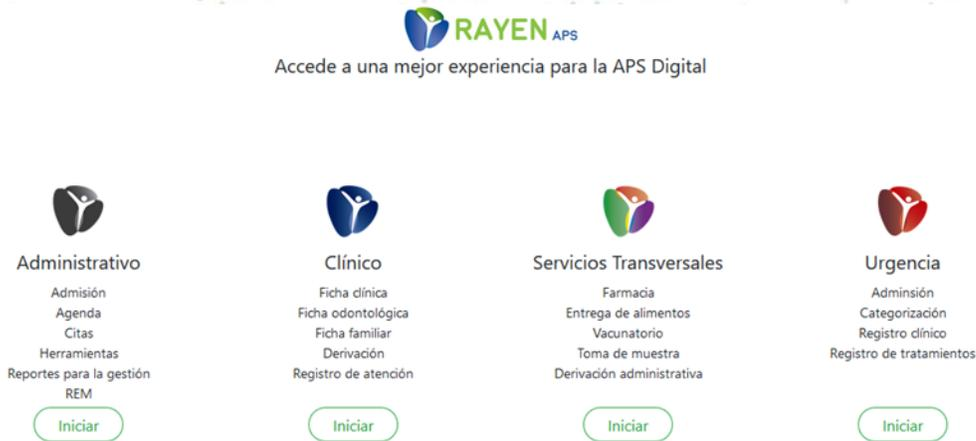 RAYEN APS
Accede a una mejor experiencia para la APS Digital
Administrativo
Admisión
Agenda
Citas
Herramientas
Reportes para la gestión
REM
Iniciar
Clínico
Ficha clínica
Ficha odontológica
Ficha familiar
Derivación
Registro de atención
Iniciar
Servicios Transversales
Farmacia
Entrega de alimentos
Vacunatorio
Toma de muestra
Derivación administrativa
Iniciar
Urgencia
Adminsión
Categorización
Registro clínico
Registro de tratamientos
Iniciar